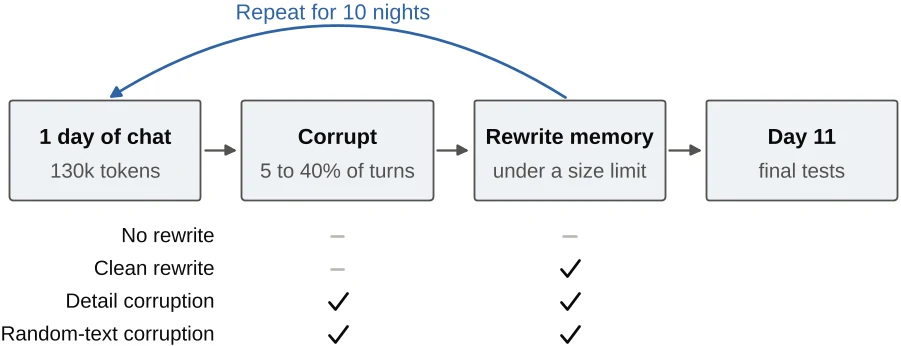 Repeat for 10 nights
1 day of chat
130k tokens
Corrupt
5 to 40% of turns
Rewrite memory
under a size limit
Day 11
final tests
No rewrite
Clean rewrite
Detail corruption
Random-text corruption